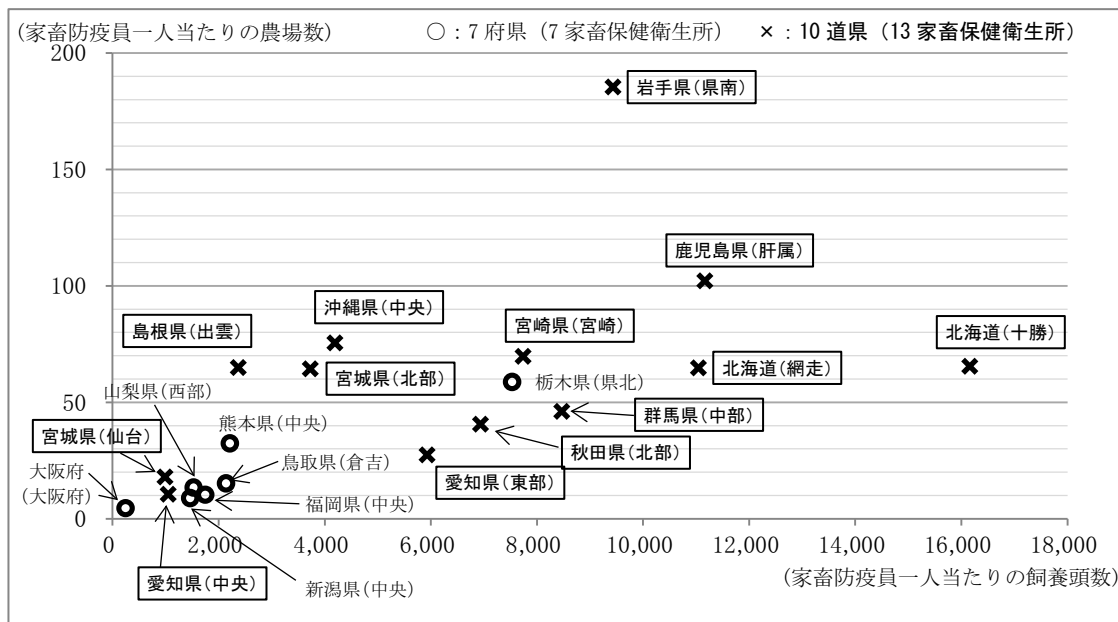 (家畜防疫員一人当たりの農場数)
○:7府県(7家畜保健衛生所) ×:10道県(13家畜保健衛生所)
200
岩手県(県南)
150
鹿児島県(肝属)
100
沖縄県(中央)
島根県(出雲)
宮崎県(宮崎)
北海道(十勝)
宮城県(北部)
北海道(網走)
山梨県(西部)
栃木県(県北)
50
熊本県(中央)
群馬県(中部)
宮城県(仙台)
秋田県(北部)
大阪府
(大阪府)
鳥取県(倉吉)
愛知県(東部)
福岡県(中央)
0
0 2,000 4,000 6,000 8,000 10,000 12,000 14,000 16,000 18,000
愛知県(中央)
新潟県(中央)
(家畜防疫員一人当たりの飼養頭数)